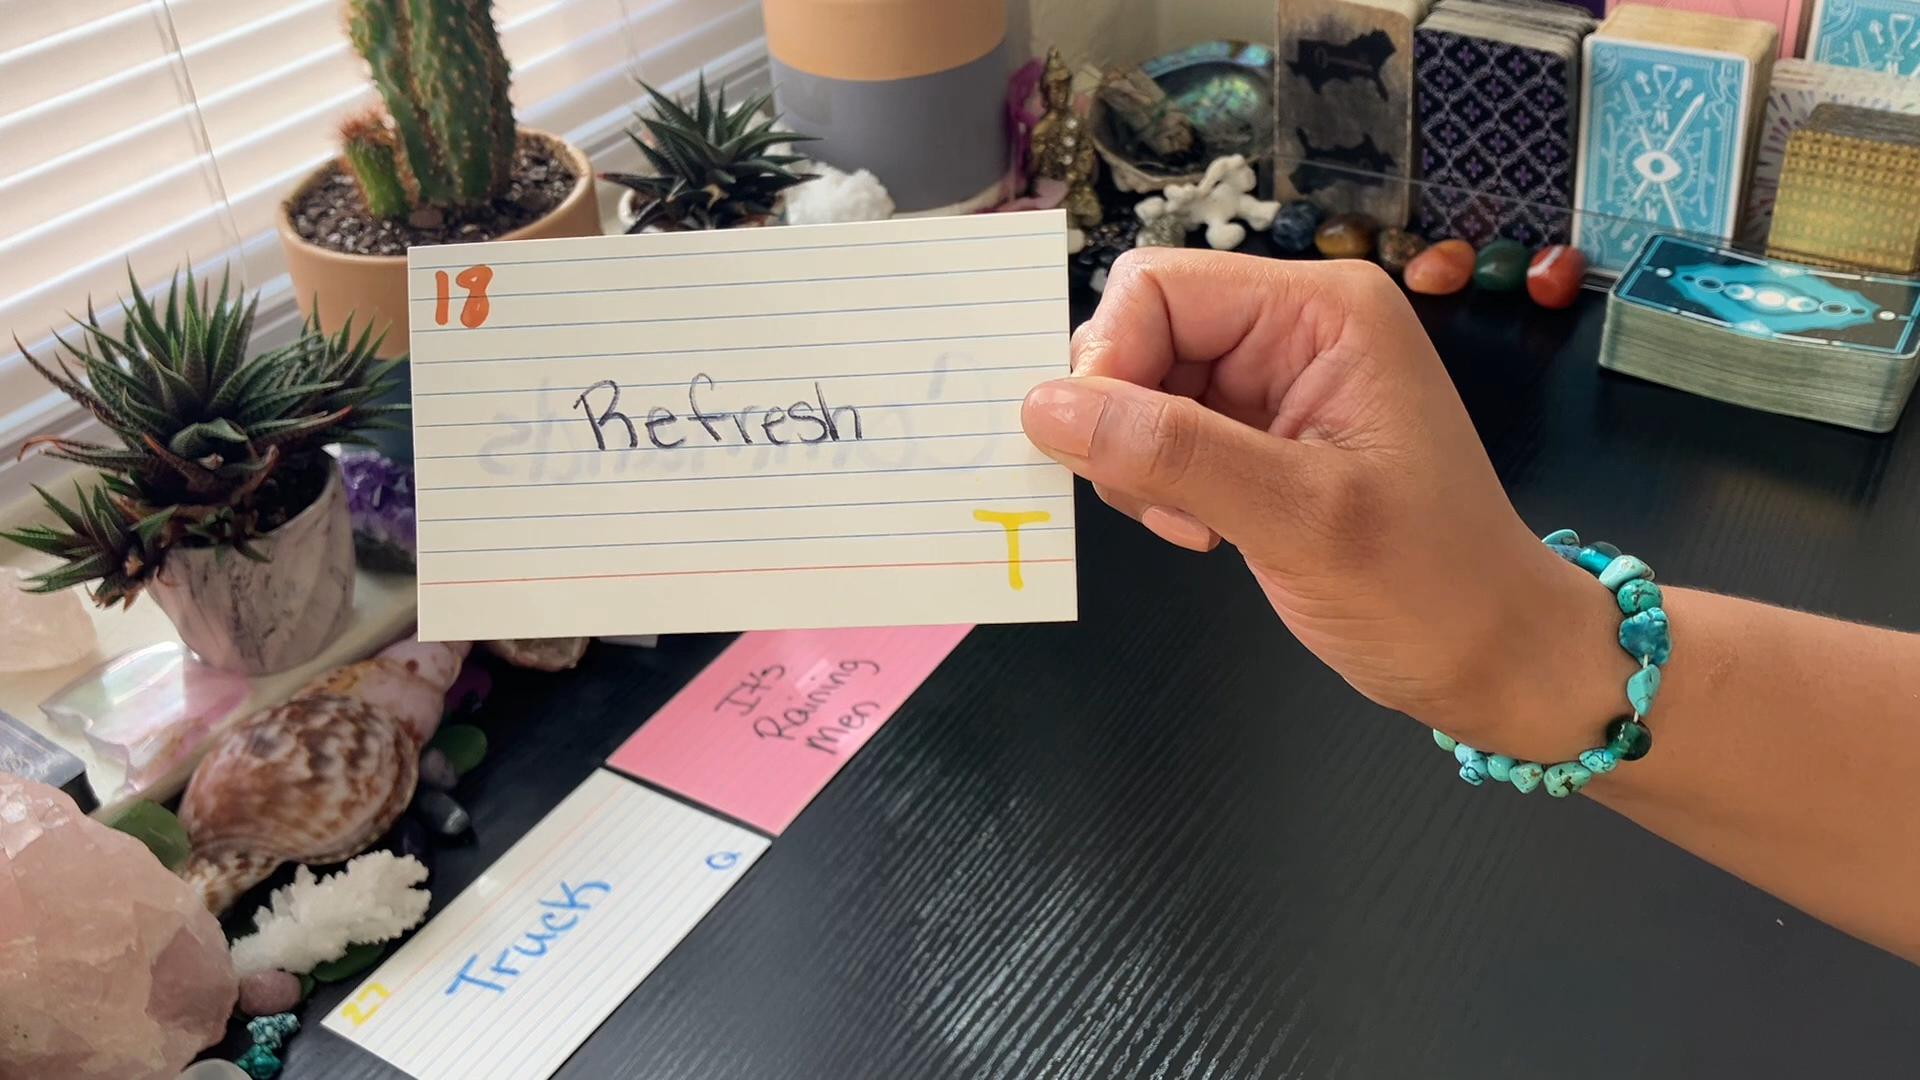 18
Refresh
T
It's
Raining
Men
27
Truck
Q